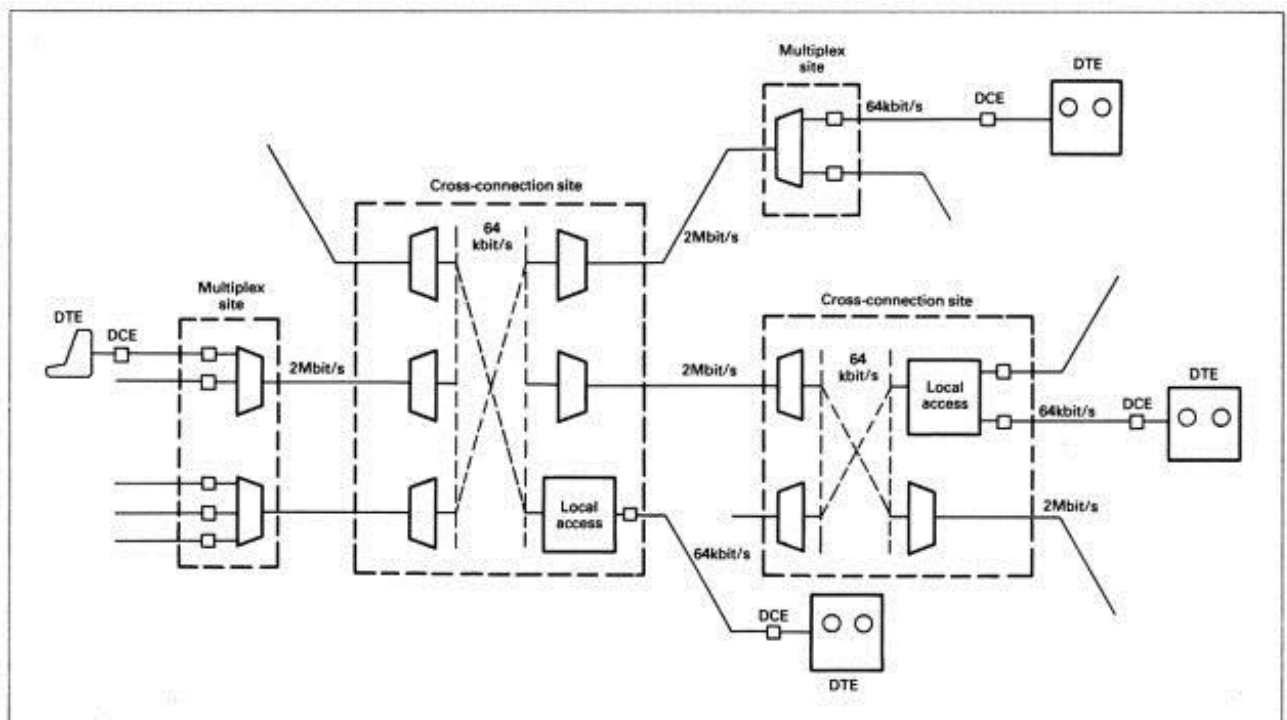 Multiplex
site
DTE
DCE
64kbit/s
Cross-connection site
64
kbit/s
2Mbit/s
Multiplex
site
DTE
DCE
2Mbit/s
2Mbit/s
Cross-connection site
64
kbit/s
Local
access
DTE
DCE
64kbit/s
Local
access
2Mbit/s
64kbit/s
DCE
DTE